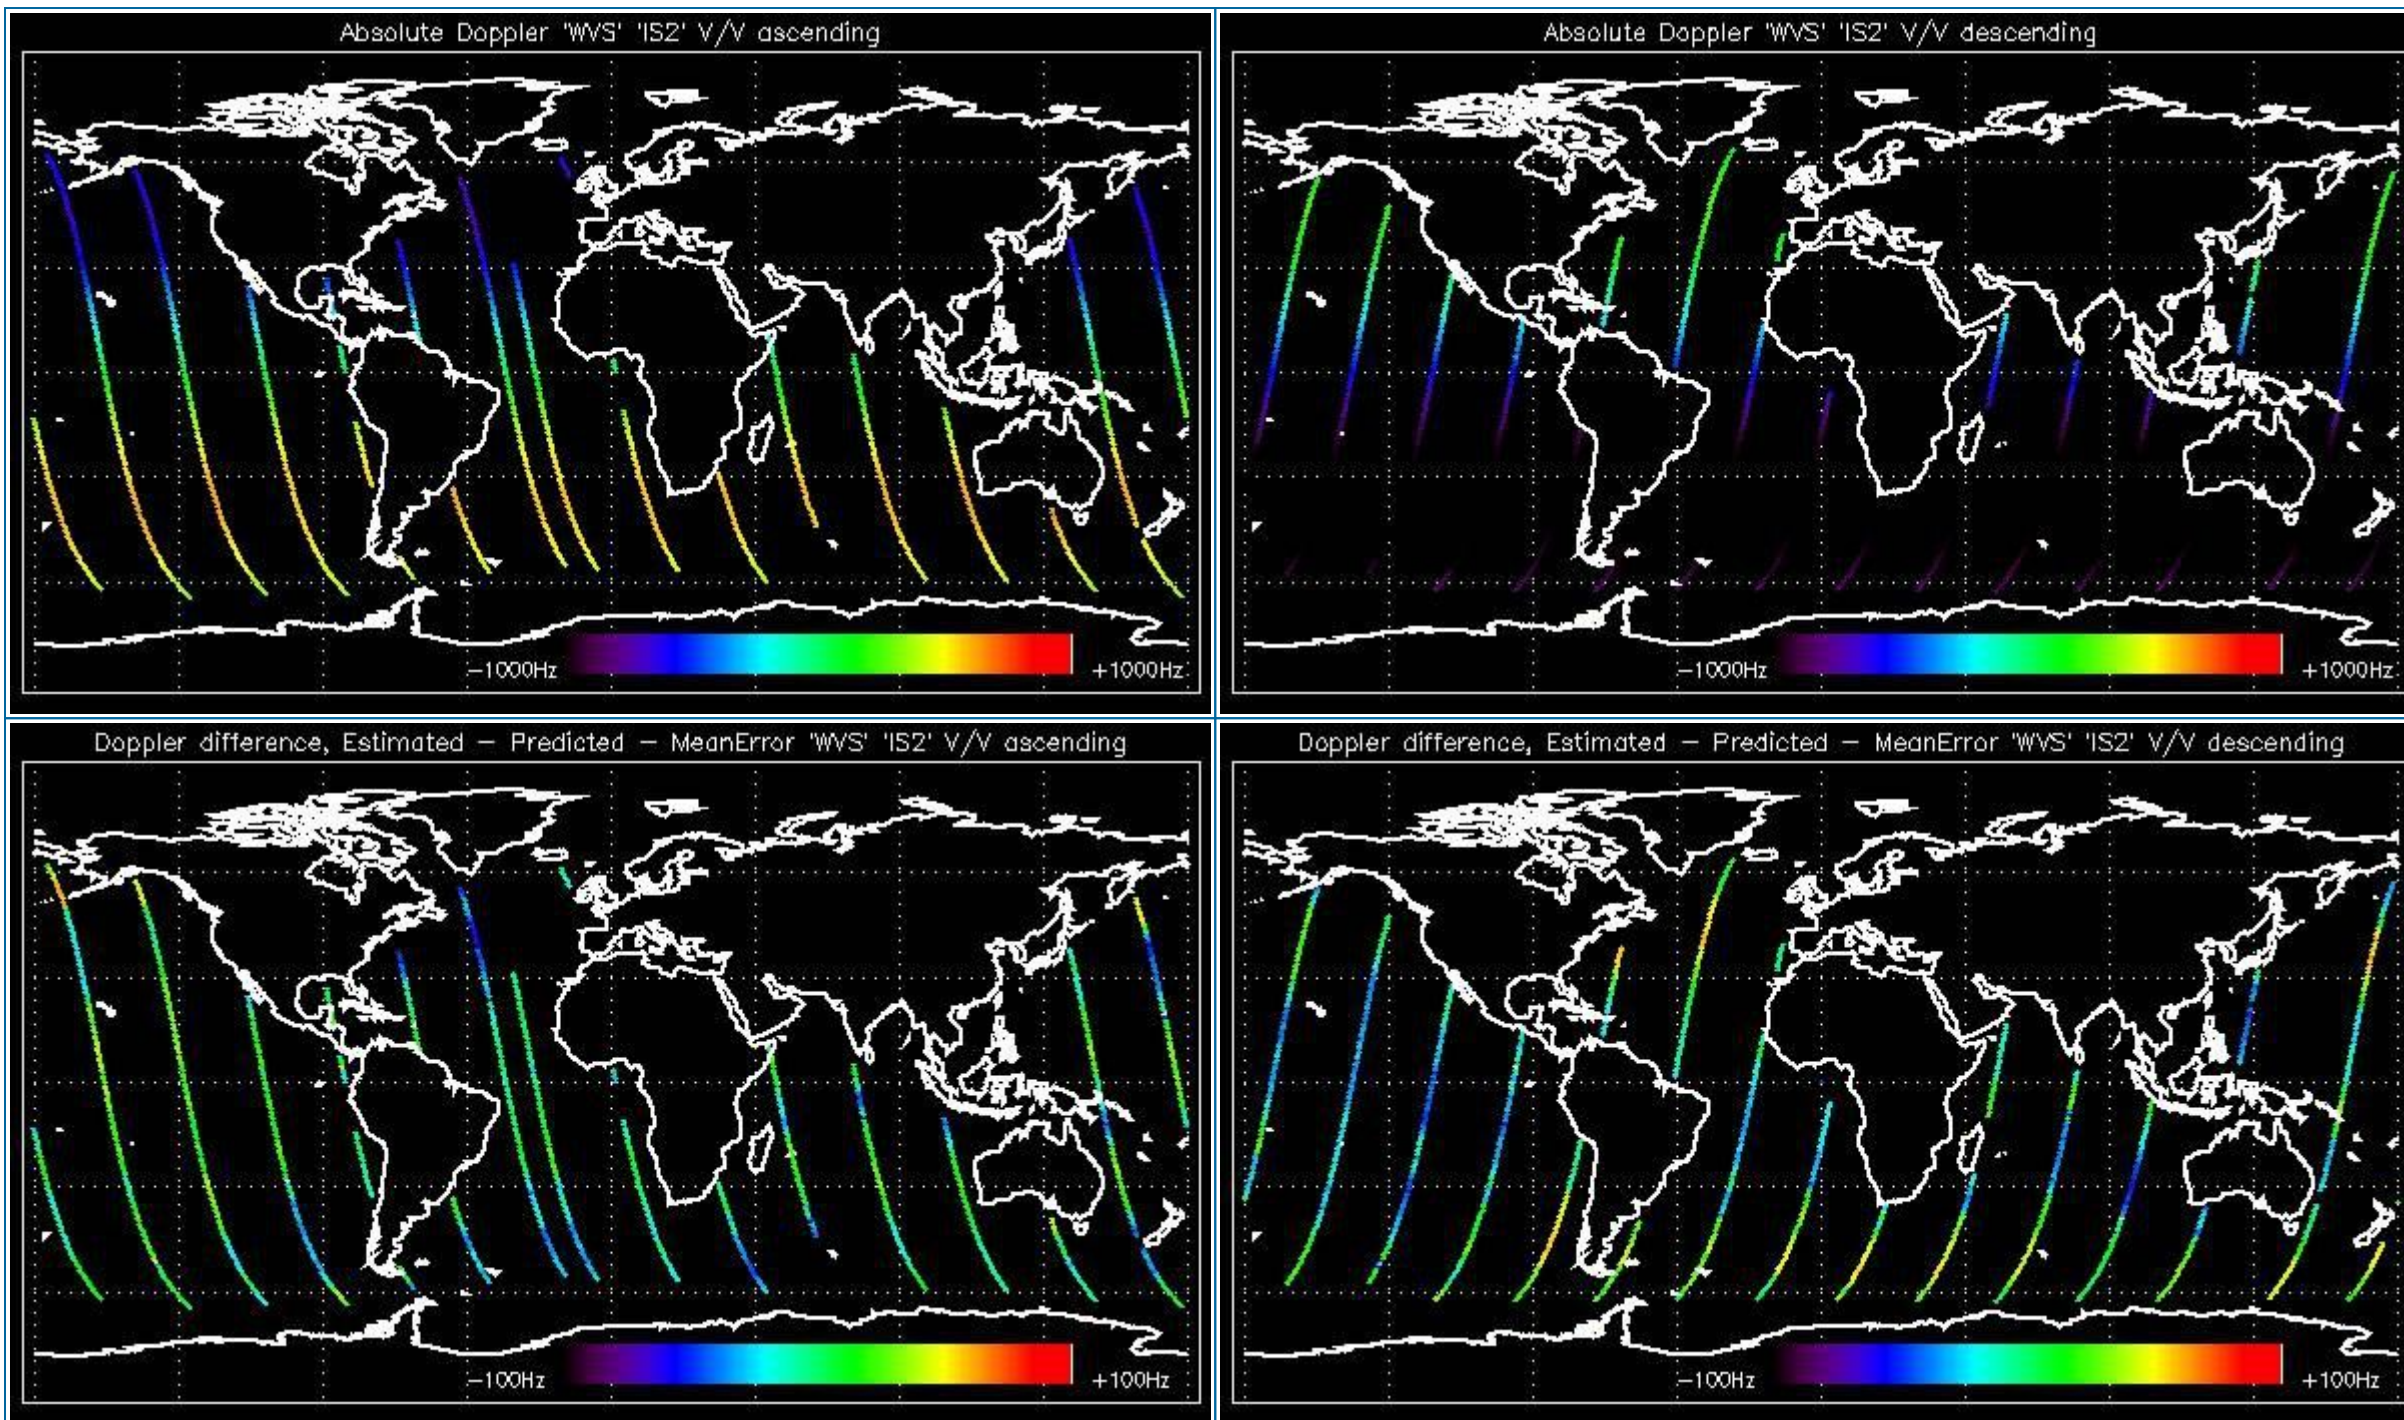 Absolute Doppler 'WVS' 'IS2' V/V ascending
-1000Hz
+1000Hz
Absolute Doppler 'WVS' 'IS2' V/V descending
-1000Hz
+1000Hz
Doppler difference, Estimated - Predicted - MeanError 'WVS' 'IS2' V/V ascending
-100Hz
+100Hz
Doppler difference, Estimated - Predicted - MeanError 'WVS' 'IS2' V/V descending
-100Hz
+100Hz